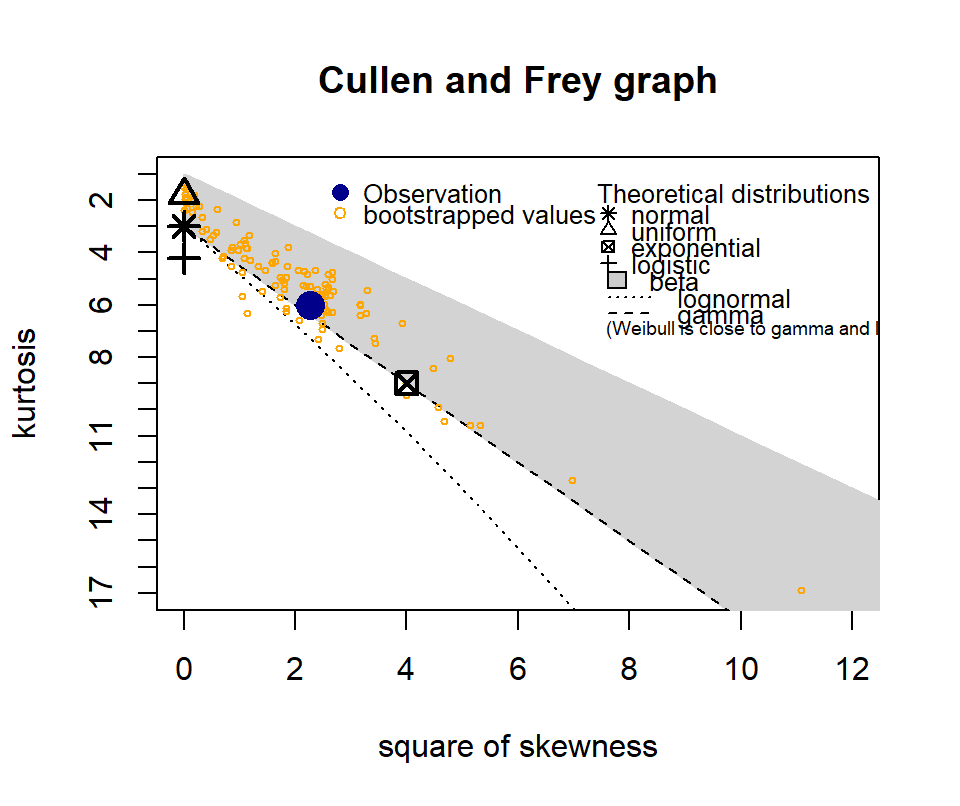 Cullen and Frey graph
Observation
bootstrapped values
Theoretical distributions
normal
uniform
exponential
logistic
beta
lognormal
gamma
(Weibull is close to gamma and l
kurtosis
2
4
6
8
11
14
17
0 2 4 6 8 10 12
square of skewness